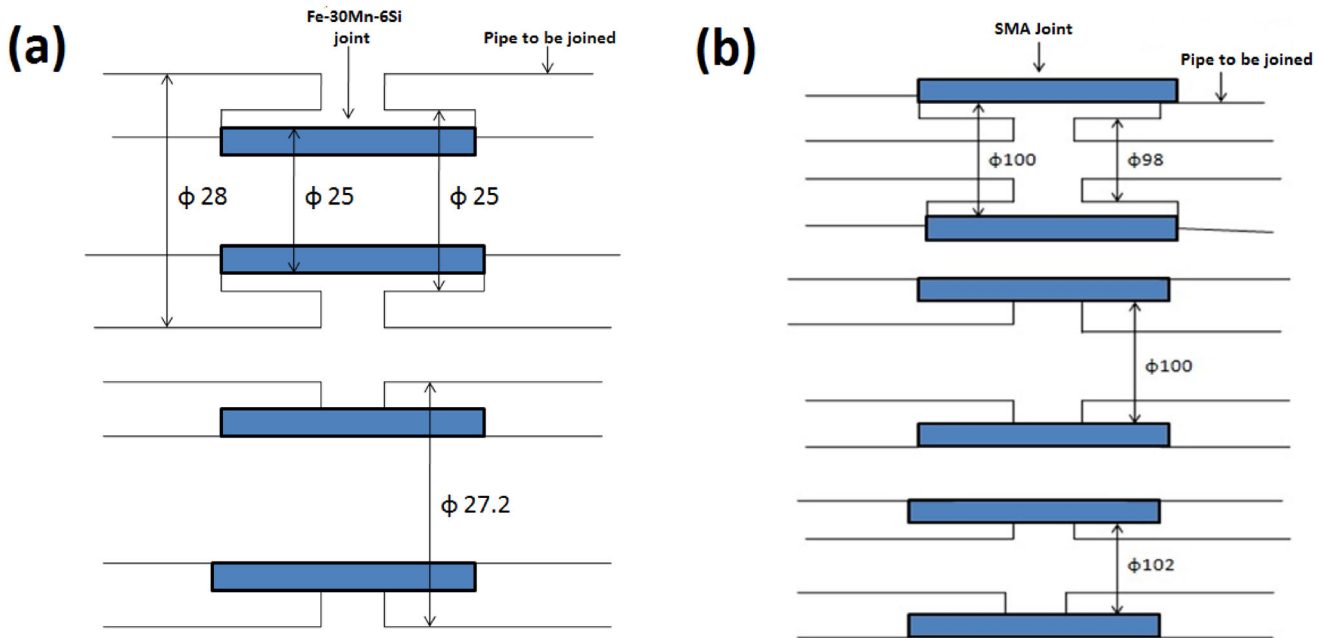 (a)
Fe-30Mn-6Si
joint
Pipe to be joined
ϕ 28
ϕ 25
ϕ 25
ϕ 27.2
(b)
SMA Joint
Pipe to be joined
ϕ100
ϕ98
ϕ100
ϕ102